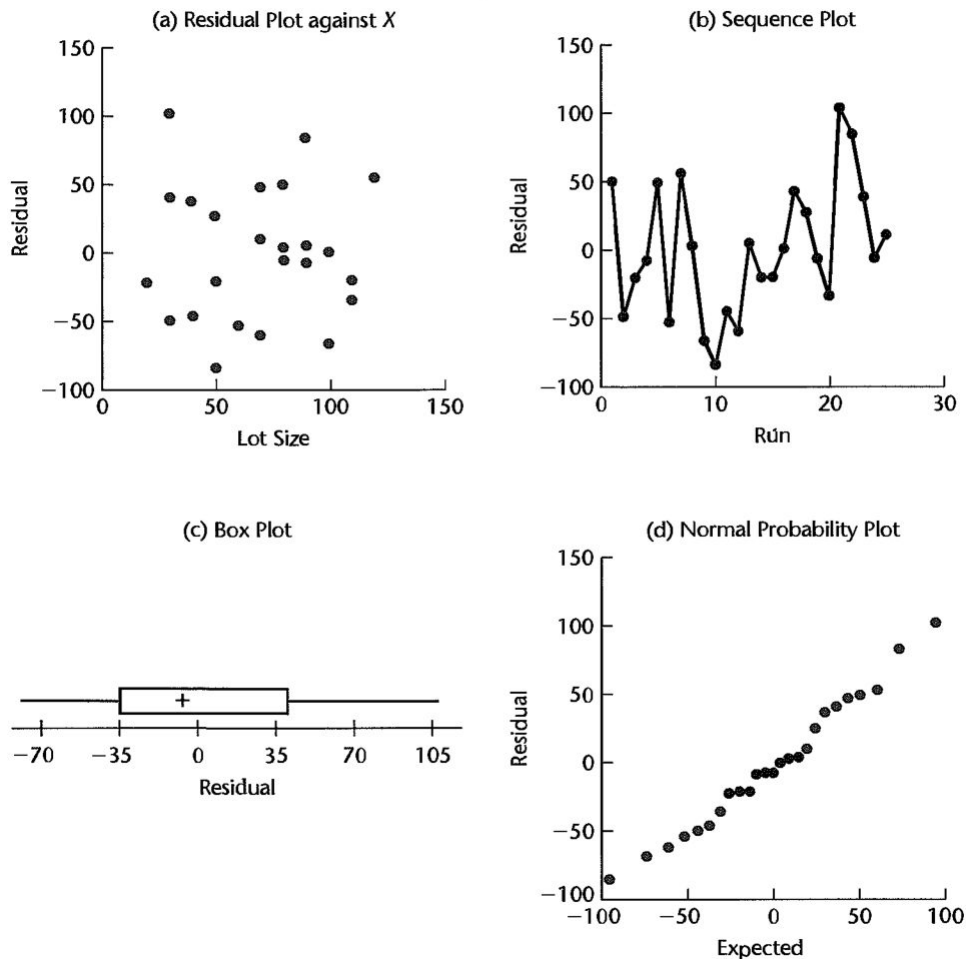 (a) Residual Plot against X
150
100
50
0
−50
−100
Residual
0 50 100 150
Lot Size
(b) Sequence Plot
150
100
50
0
−50
−100
Residual
0 10 20 30
Run
(c) Box Plot
−70 −35 0 35 70 105
Residual
(d) Normal Probability Plot
150
100
50
0
−50
−100
Residual
−100 −50 0 50 100
Expected